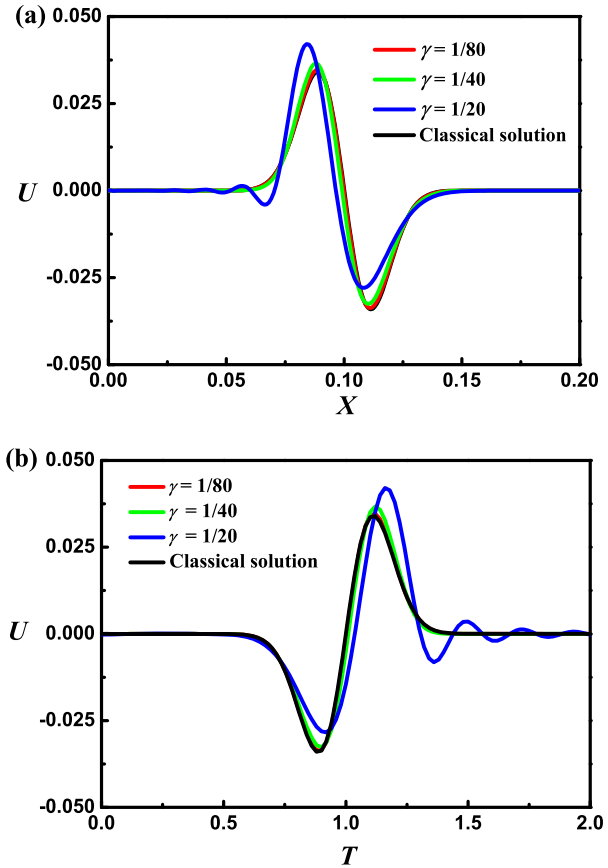 (a)
0.050
0.025
0.000
-0.025
-0.050
U
γ = 1/80
γ = 1/40
γ = 1/20
Classical solution
0.00 0.05 0.10 0.15 0.20
X
(b)
0.050
0.025
0.000
-0.025
-0.050
U
γ = 1/80
γ = 1/40
γ = 1/20
Classical solution
0.0 0.5 1.0 1.5 2.0
T